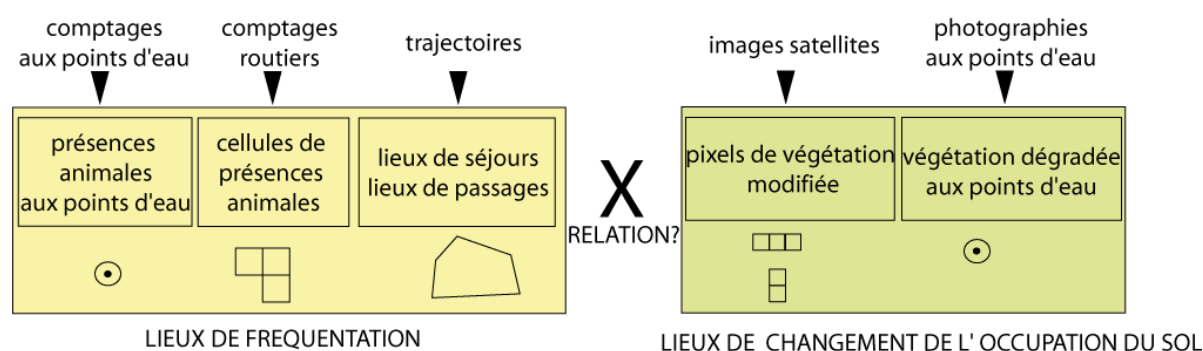 comptages
aux points d'eau
comptages
routiers
trajectoires
images satellites
photographies
aux points d'eau
présences
animales
aux points d'eau
cellules de
présences
animales
lieux de séjours
lieux de passages
X
RELATION?
pixels de végétation
modifiée
végétation dégradée
aux points d'eau
LIEUX DE FREQUENTATION
LIEUX DE CHANGEMENT DE L' OCCUPATION DU SOL